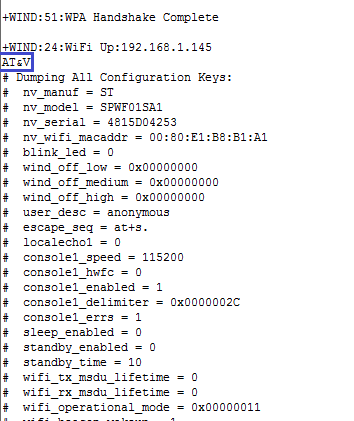 +WIND:51:WPA Handshake Complete
+WIND:24:WiFi Up:192.168.1.145
AT&V
# Dumping All Configuration Keys:
# nv_manuf = ST
# nv_model = SPWF01SA1
# nv_serial = 4815D04253
# nv_wifi_macaddr = 00:80:E1:B8:B1:A1
# blink_led = 0
# wind_off_low = 0x00000000
# wind_off_medium = 0x00000000
# wind_off_high = 0x00000000
# user_desc = anonymous
# escape_seq = at+s.
# localecho1 = 0
# console1_speed = 115200
# console1_hwfc = 0
# console1_enabled = 1
# console1_delimiter = 0x0000002C
# console1_errs = 1
# sleep_enabled = 0
# standby_enabled = 0
# standby_time = 10
# wifi_tx_msdu_lifetime = 0
# wifi_rx_msdu_lifetime = 0
# wifi_operational_mode = 0x00000011
# wifi_beacon_wakeup = 1